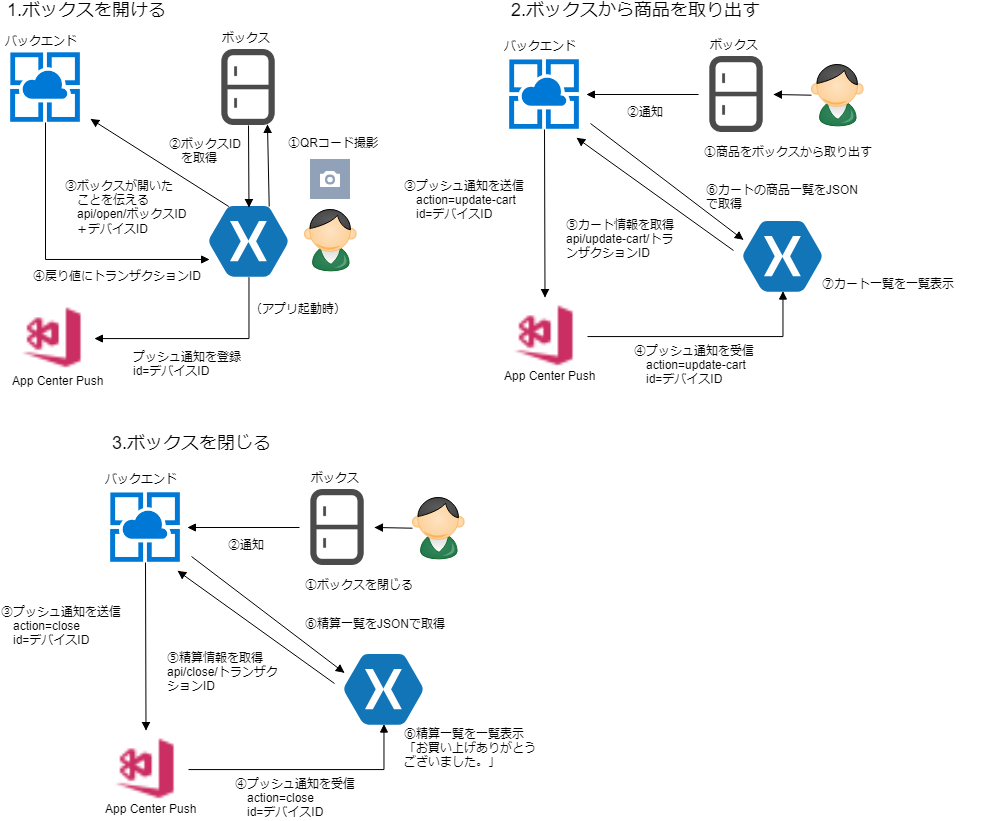 1.ボックスを開ける
バックエンド
ボックス
②ボックスID
を取得
①QRコード撮影
③ボックスが開いた
ことを伝える
api/open/ボックスID
＋デバイスID
④戻り値にトランザクションID
（アプリ起動時）
プッシュ通知を登録
id=デバイスID
App Center Push
2.ボックスから商品を取り出す
バックエンド
ボックス
②通知
①商品をボックスから取り出す
③プッシュ通知を送信
action=update-cart
id=デバイスID
⑥カートの商品一覧をJSON
で取得
⑤カート情報を取得
api/update-cart/トラ
ンザクションID
⑦カート一覧を一覧表示
④プッシュ通知を受信
action=update-cart
id=デバイスID
App Center Push
3.ボックスを閉じる
バックエンド
ボックス
②通知
①ボックスを閉じる
③プッシュ通知を送信
action=close
id=デバイスID
⑥精算一覧をJSONで取得
⑤精算情報を取得
api/close/トランザク
ションID
⑥精算一覧を一覧表示
「お買い上げありがとう
ございました。」
④プッシュ通知を受信
action=close
id=デバイスID
App Center Push